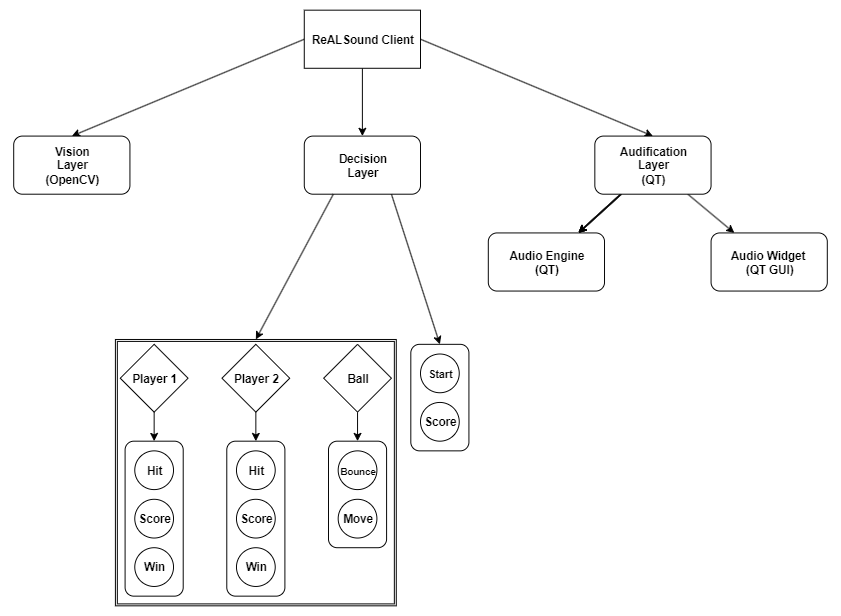 ReALSound Client
Vision
Layer
(OpenCV)
Decision
Layer
Audification
Layer
(QT)
Audio Engine
(QT)
Audio Widget
(QT GUI)
Player 1
Player 2
Ball
Start
Score
Hit
Score
Win
Hit
Score
Win
Bounce
Move